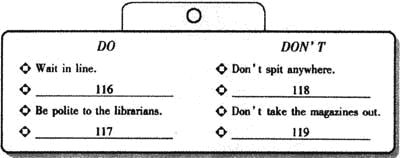 DO DON'T
Wait in line. Don't spit anywhere.
116 118
Be polite to the librarians. Don't take the magazines out.
117 119